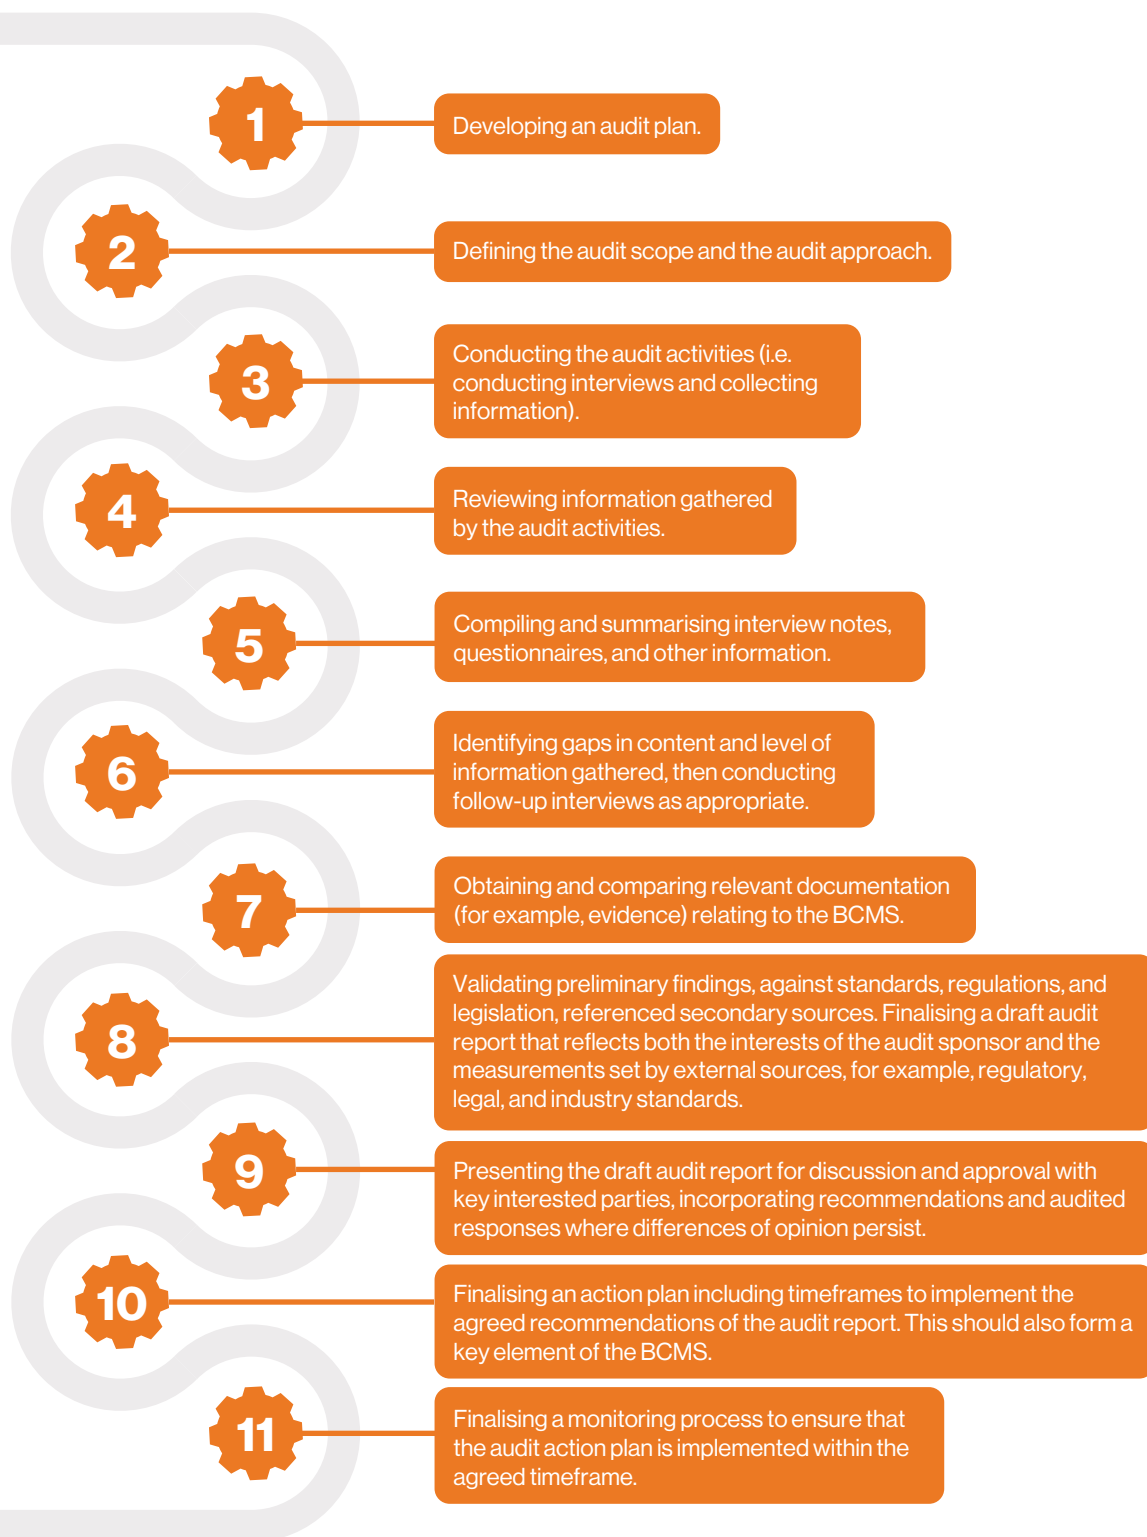 1
Developing an audit plan.
2
Defining the audit scope and the audit approach.
3
Conducting the audit activities (i.e.
conducting interviews and collecting
information).
4
Reviewing information gathered
by the audit activities.
5
Compiling and summarising interview notes,
questionnaires, and other information.
6
Identifying gaps in content and level of
information gathered, then conducting
follow-up interviews as appropriate.
7
Obtaining and comparing relevant documentation
(for example, evidence) relating to the BCMS.
8
Validating preliminary findings, against standards, regulations, and
legislation, referenced secondary sources. Finalising a draft audit
report that reflects both the interests of the audit sponsor and the
measurements set by external sources, for example, regulatory,
legal, and industry standards.
9
Presenting the draft audit report for discussion and approval with
key interested parties, incorporating recommendations and audited
responses where differences of opinion persist.
10
Finalising an action plan including timeframes to implement the
agreed recommendations of the audit report. This should also form a
key element of the BCMS.
11
Finalising a monitoring process to ensure that
the audit action plan is implemented within the
agreed timeframe.